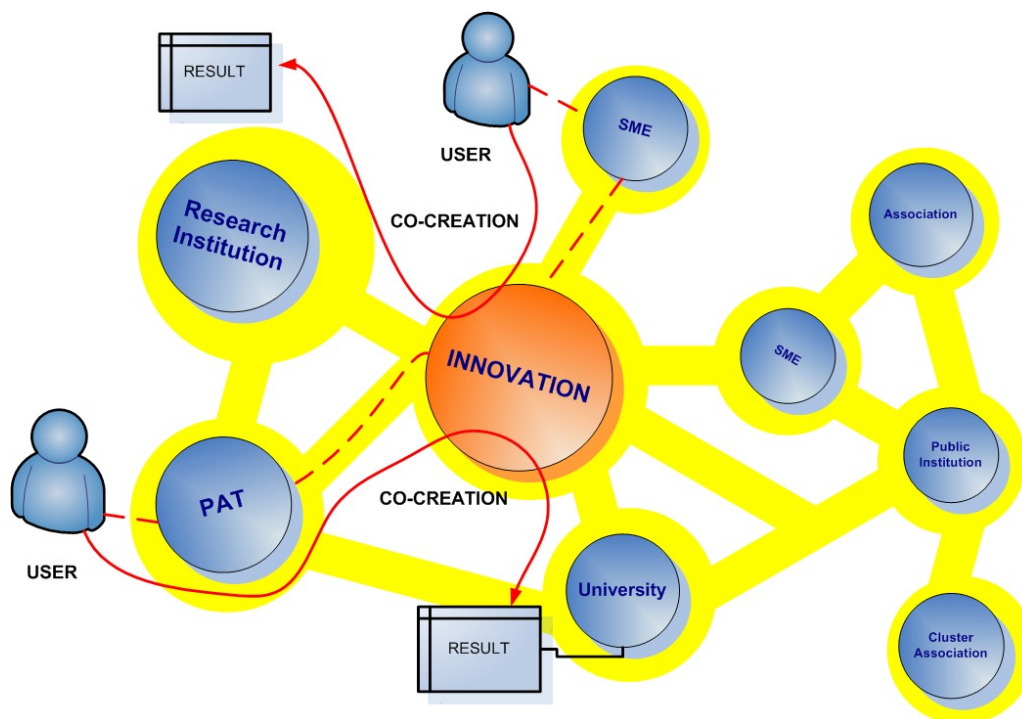 RESULT
USER
SME
CO-CREATION
Research
Institution
Association
SME
INNOVATION
Public
Institution
PAT
CO-CREATION
USER
University
RESULT
Cluster
Association